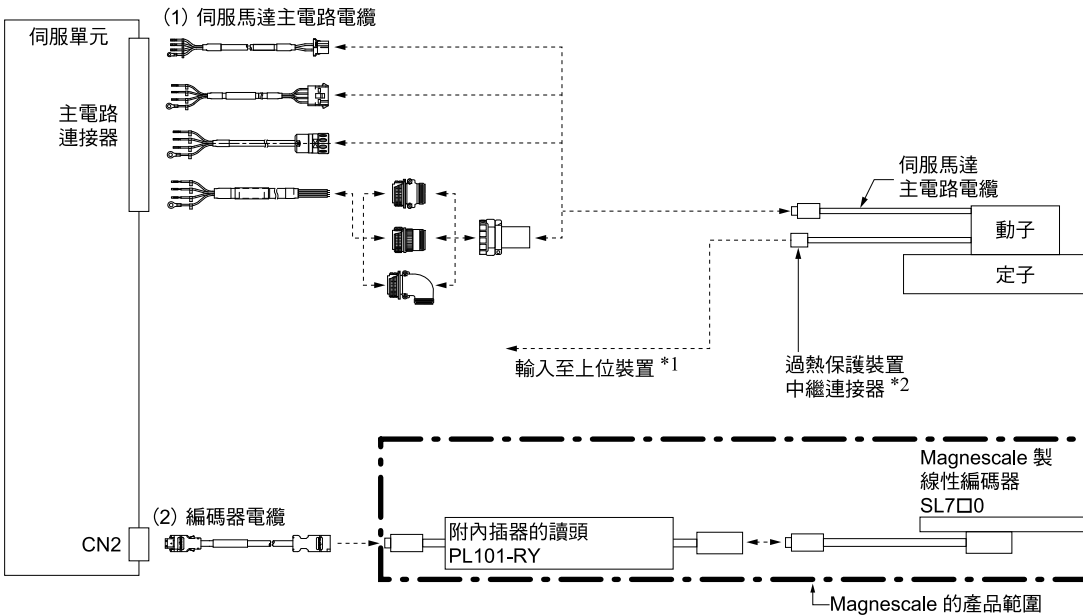 (1) 伺服馬達主電路電纜
伺服單元
主電路
連接器
伺服馬達
主電路電纜
動子
定子
輸入至上位裝置 *1
過熱保護裝置
中繼連接器 *2
Magnescale 製
線性編碼器
SL7□0
(2) 編碼器電纜
CN2
附內插器的讀頭
PL101-RY
Magnescale 的產品範圍